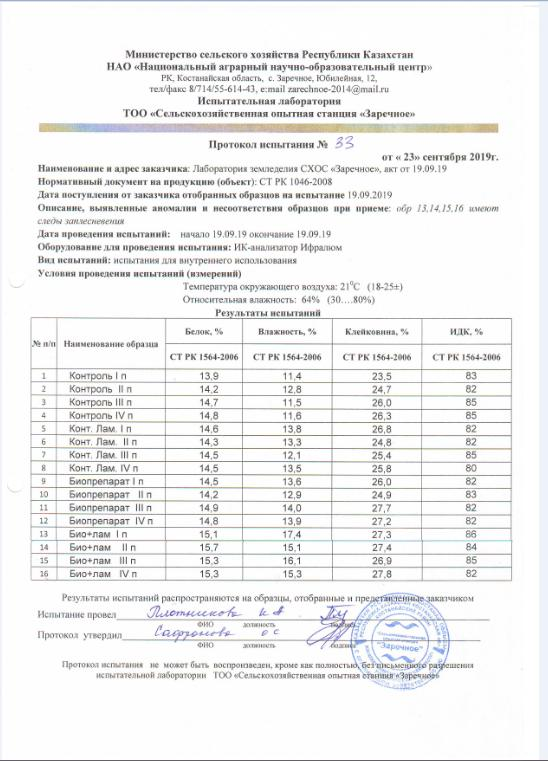 Министерство сельского хозяйства Республики Казахстан
НАО «Национальный аграрный научно-образовательный центр»
РК, Костанайская область, с. Заречное, Юбилейная, 12,
тел/факс 8/714/55-614-43, e:mail zarechnoe-2014@mail.ru
Испытательная лаборатория
ТОО «Сельскохозяйственная опытная станция «Заречное»
Протокол испытания № 33
от « 23» сентября 2019г.
Наименование и адрес заказчика: Лаборатория земледелия СХОС «Заречное», акт от 19.09.19
Нормативный документ на продукцию (объект): СТ РК 1046-2008
Дата поступления от заказчика отобранных образцов на испытание 19.09.2019
Описание, выявленные аномалии и несоответствия образцов при приеме: обр 13,14,15,16 имеют
следы заплесневения
Дата проведения испытаний: начало 19.09.19 окончание 19.09.19
Оборудование для проведения испытания: ИК-анализатор Инфралюм
Вид испытаний: испытания для внутреннего использования
Условия проведения испытаний (измерений)
Температура окружающего воздуха: 21⁰С (18-25±)
Относительная влажность: 64% (30….80%)
Результаты испытаний
№ п/п Наименование образца Белок, % Влажность, % Клейковина, % ИДК, %
СТ РК 1564-2006 СТ РК 1564-2006 СТ РК 1564-2006 СТ РК 1564-2006
1 Контроль I п 13,9 11,4 23,5 83
2 Контроль II п 14,2 12,8 24,7 82
3 Контроль III п 14,7 11,5 26,0 85
4 Контроль IV п 14,8 11,6 26,3 85
5 Конт. Лам. I п 14,6 13,8 26,8 82
6 Конт. Лам. II п 14,3 13,3 24,8 82
7 Конт. Лам. III п 14,5 12,1 25,4 85
8 Конт. Лам. IV п 14,5 13,5 25,8 80
9 Биопрепарат I п 14,5 13,6 26,0 82
10 Биопрепарат II п 14,2 12,9 24,9 83
11 Биопрепарат III п 14,9 14,0 27,7 82
12 Биопрепарат IV п 14,8 13,9 27,2 82
13 Био+лам I п 15,1 17,4 27,3 86
14 Био+лам II п 15,7 15,1 27,4 84
15 Био+лам III п 15,3 16,1 26,9 85
16 Био+лам IV п 15,3 15,3 27,8 82
Результаты испытаний распространяются на образцы, отобранные и представленные заказчиком
Испытание провел Плотникова
ФИО должность подпись
Протокол утвердил Сафронова О С
ФИО должность подпись
"Заречное"
Протокол испытания не может быть воспроизведен, кроме как полностью, без письменного разрешения
испытательной лаборатории ТОО «Сельскохозяйственная опытная станция «Заречное»